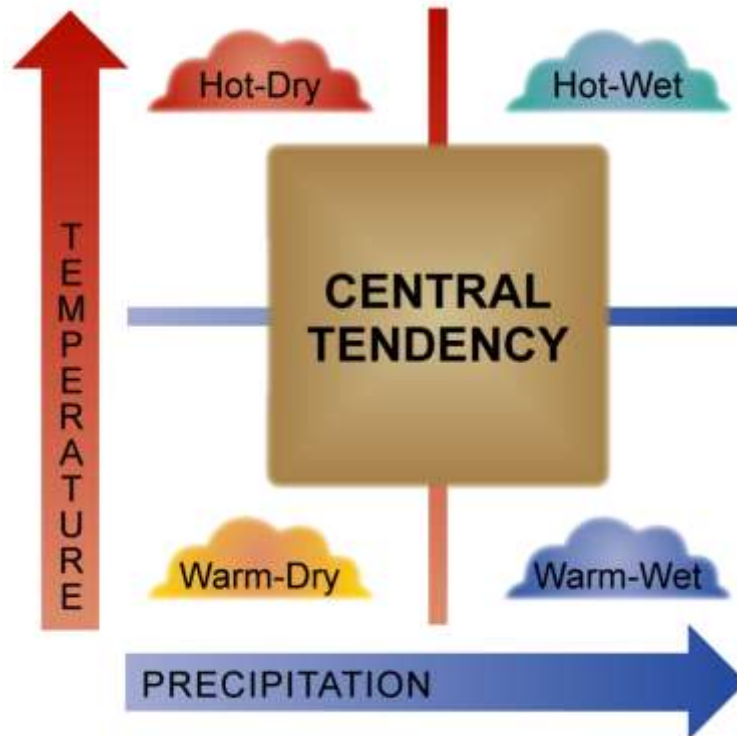 Hot-Dry
Hot-Wet
TEMPERATURE
CENTRAL
TENDENCY
Warm-Dry
Warm-Wet
PRECIPITATION